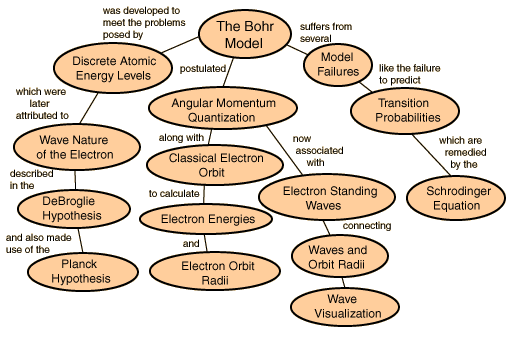 The Bohr
Model
was developed to
meet the problems
posed by
Discrete Atomic
Energy Levels
which were
later
attributed to
Wave Nature
of the Electron
described
in the
DeBroglie
Hypothesis
and also made
use of the
Planck
Hypothesis
postulated
Angular Momentum
Quantization
along with
Classical Electron
Orbit
to calculate
Electron Energies
and
Electron Orbit
Radii
now
associated
with
Electron Standing
Waves
connecting
Waves and
Orbit Radii
Wave
Visualization
suffers from
several
Model
Failures
like the failure
to predict
Transition
Probabilities
which are
remedied
by the
Schrodinger
Equation